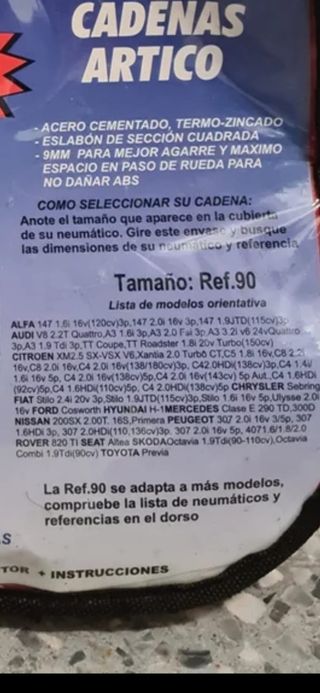 CADENAS
ARTICO
- ACERO CEMENTADO, TERMO-ZINCADO
- ESLABÓN DE SECCIÓN CUADRADA
- 9MM PARA MEJOR AGARRE Y MAXIMO
ESPACIO EN PASO DE RUEDA PARA
NO DAÑAR ABS
COMO SELECCIONAR SU CADENA:
Anote el tamaño que aparece en la cubierta
de su neumático. Gire este envase y busque
las dimensiones de su neumático y referencia
Tamaño: Ref.90
Lista de modelos orientativa
ALFA 147 1.6i 16v(120cv)3p,147 2.0i 16v 3p,147 1.9JTD(115cv)3p
AUDI V8 2.2T Quattro,A3 1.6i 3p,A3 2.0 Fsi 3p A3 3.2i v6 24vQuattro
3p,A3 1.9 Tdi 3p,TT Coupe,TT Roadster 1.8i 20v Turbo(150cv)
CITROEN XM2.5 SX-VSX V6,Xantia 2.0 Turbo CT,C5 1.8i 16v,C8 2.2i
16v,C8 2.0i 16v,C4 2.0i 16v(138/180cv)3p, C42.0HDi(138cv)3p,C4 1.4i/
1.6i 16v 5p, C4 2.0i 16v(138cv)5p,C4 2.0i 16v(143cv) 5p Aut.,C4 1.6HDi
(92cv)5p,C4 1.6HDi(110cv)5p, C4 2.0HDi(138cv)5p CHRYSLER Sebring
FIAT Stilo 2.4i 20v 3p,Stilo 1.9JTD(115cv)3p,Stilo 1.6i 16v 5p,Ulysse 2.0i
16v FORD Cosworth HYUNDAI H-1MERCEDES Clase E 290 TD,300D
NISSAN 200SX 2.00T. 16S,Primera PEUGEOT 307 2.0i 16v 3/5p, 307
1.6HDi 3p, 307 2.0HDi(110,136cv)3p. 307 2.0i 16v 5p, 4071.6/1.8/2.0
ROVER 820 TI SEAT Altea SKODAOctavia 1.9Tdi(90-110cv),Octavia
Combi 1.9Tdi(90cv) TOYOTA Previa
La Ref.90 se adapta a más modelos,
compruebe la lista de neumáticos y
referencias en el dorso
+ INSTRUCCIONES